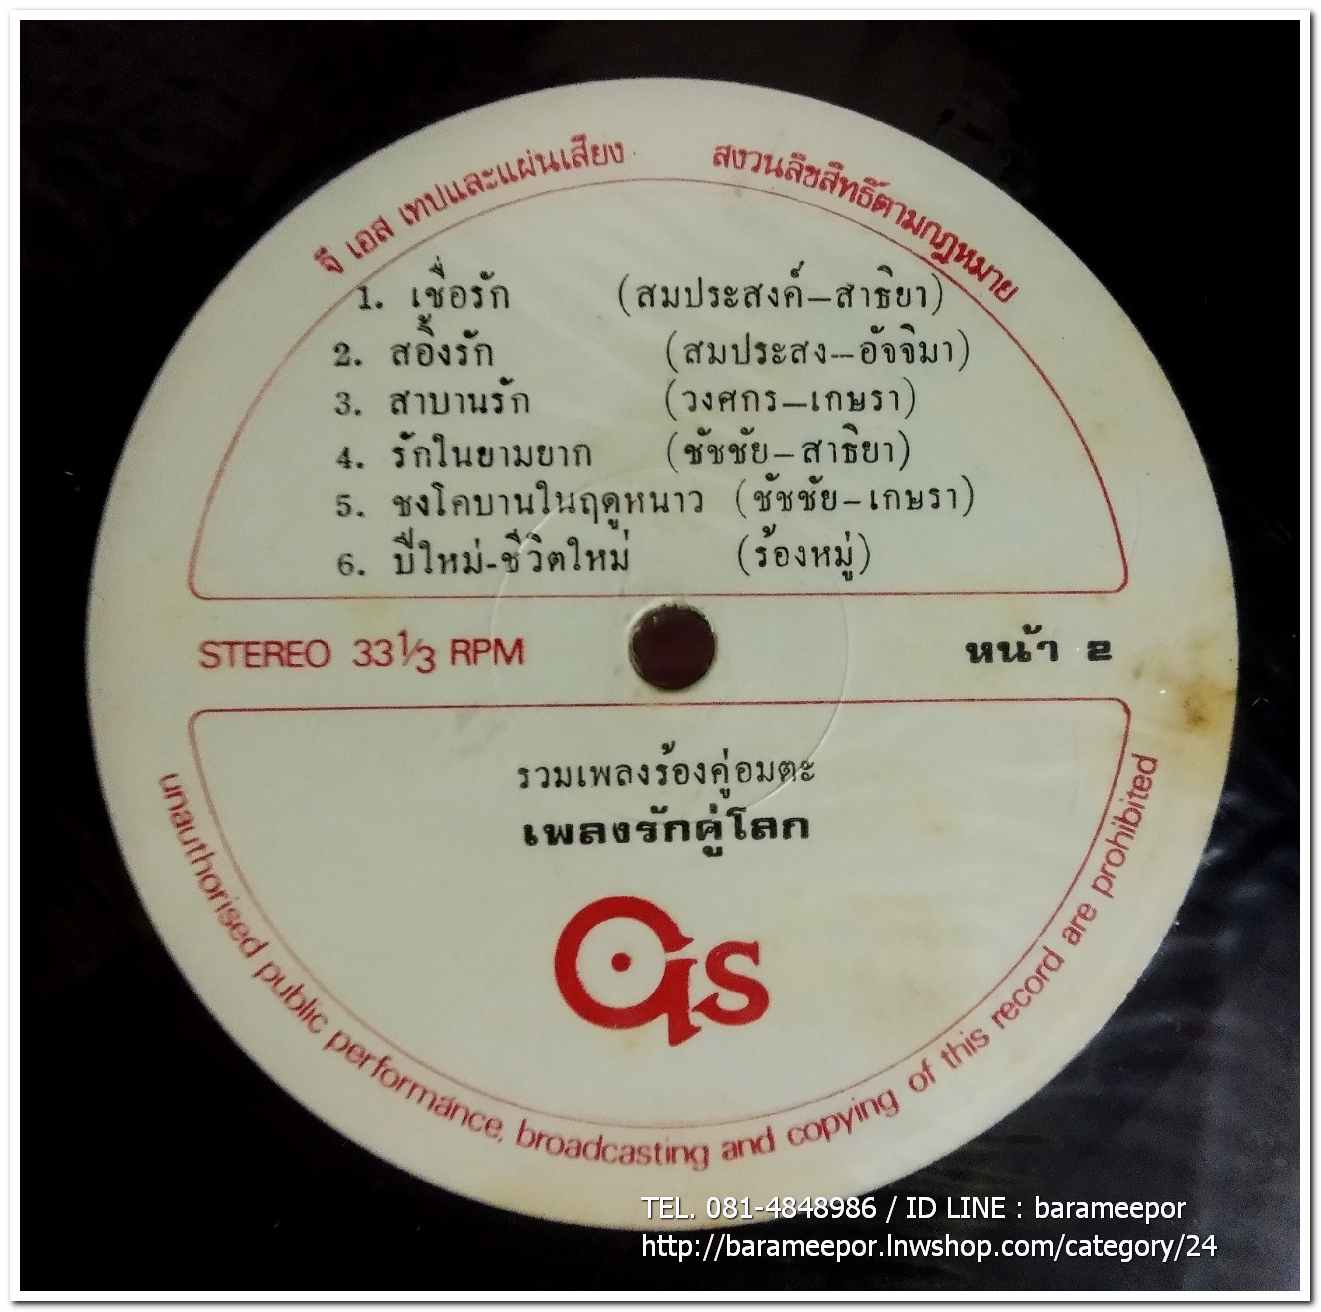 จี เอส เทปและแผ่นเสียง สงวนลิขสิทธิ์ตามกฎหมาย
1. เชื่อรัก (สมประสงค์–สาธิยา)
2. สอิ้งรัก (สมประสง–อัจจิมา)
3. สาบานรัก (วงศกร–เกษรา)
4. รักในยามยาก (ชัชชัย–สาธิยา)
5. ชงโคบานในฤดูหนาว (ชัชชัย–เกษรา)
6. ปีใหม่-ชีวิตใหม่ (ร้องหมู่)
STEREO 33⅓ RPM หน้า 2
รวมเพลงร้องคู่อมตะ
เพลงรักคู่โลก
GS
unauthorised public performance, broadcasting and copying of this record are prohibited
TEL. 081-4848986 / ID LINE : barameepor
http://barameepor.lnwshop.com/category/24